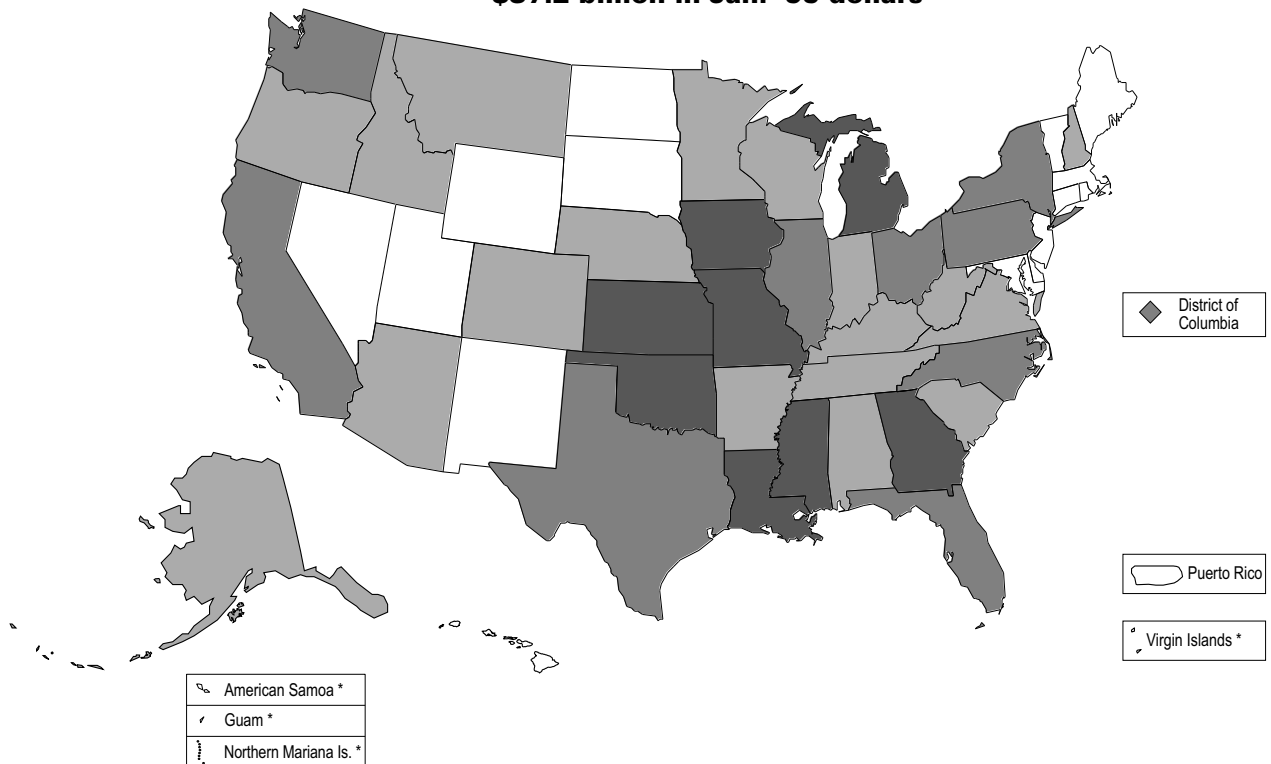 District of
Columbia
Puerto Rico
Virgin Islands *
American Samoa *
Guam *
Northern Mariana Is. *